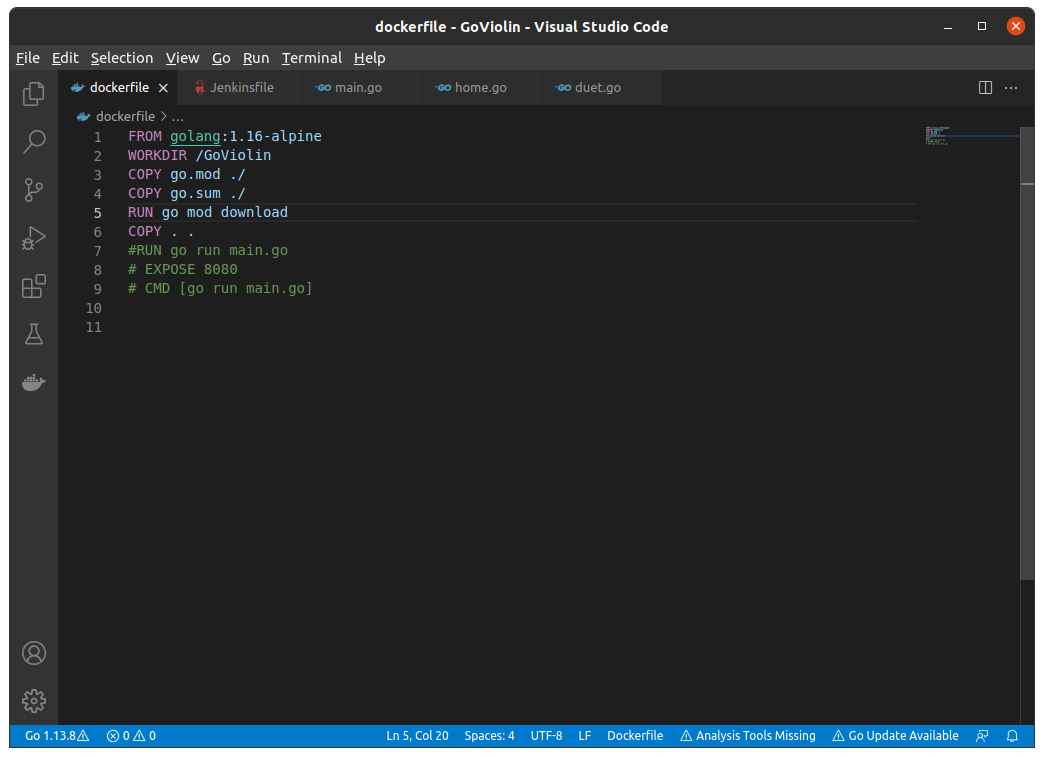 dockerfile - GoViolin - Visual Studio Code
File Edit Selection View Go Run Terminal Help
dockerfile Jenkinsfile main.go home.go duet.go
dockerfile > ...
1 FROM golang:1.16-alpine
2 WORKDIR /GoViolin
3 COPY go.mod ./
4 COPY go.sum ./
5 RUN go mod download
6 COPY . .
7 #RUN go run main.go
8 # EXPOSE 8080
9 # CMD [go run main.go]
10
11
Go 1.13.8 0 0 Ln 5, Col 20 Spaces: 4 UTF-8 LF Dockerfile Analysis Tools Missing Go Update Available